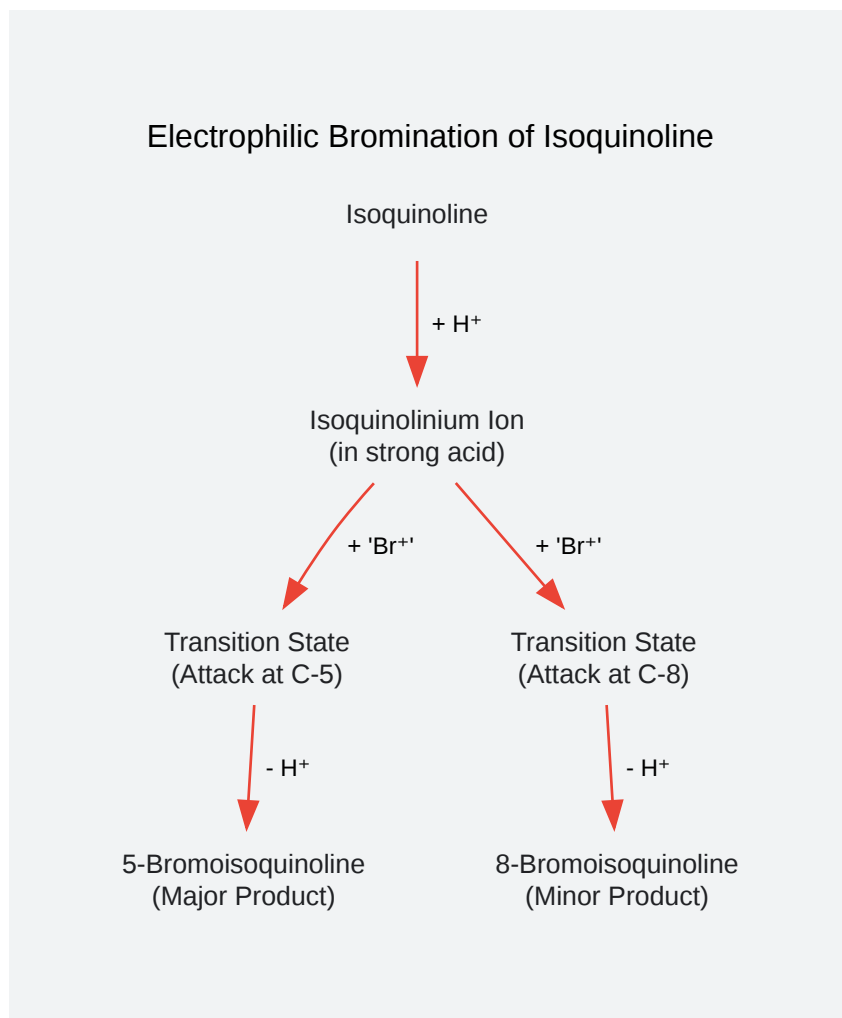 Electrophilic Bromination of Isoquinoline
Isoquinoline
+ H⁺
Isoquinolinium Ion
(in strong acid)
+ 'Br⁺'
+ 'Br⁺'
Transition State
(Attack at C-5)
Transition State
(Attack at C-8)
- H⁺
- H⁺
5-Bromoisoquinoline
(Major Product)
8-Bromoisoquinoline
(Minor Product)